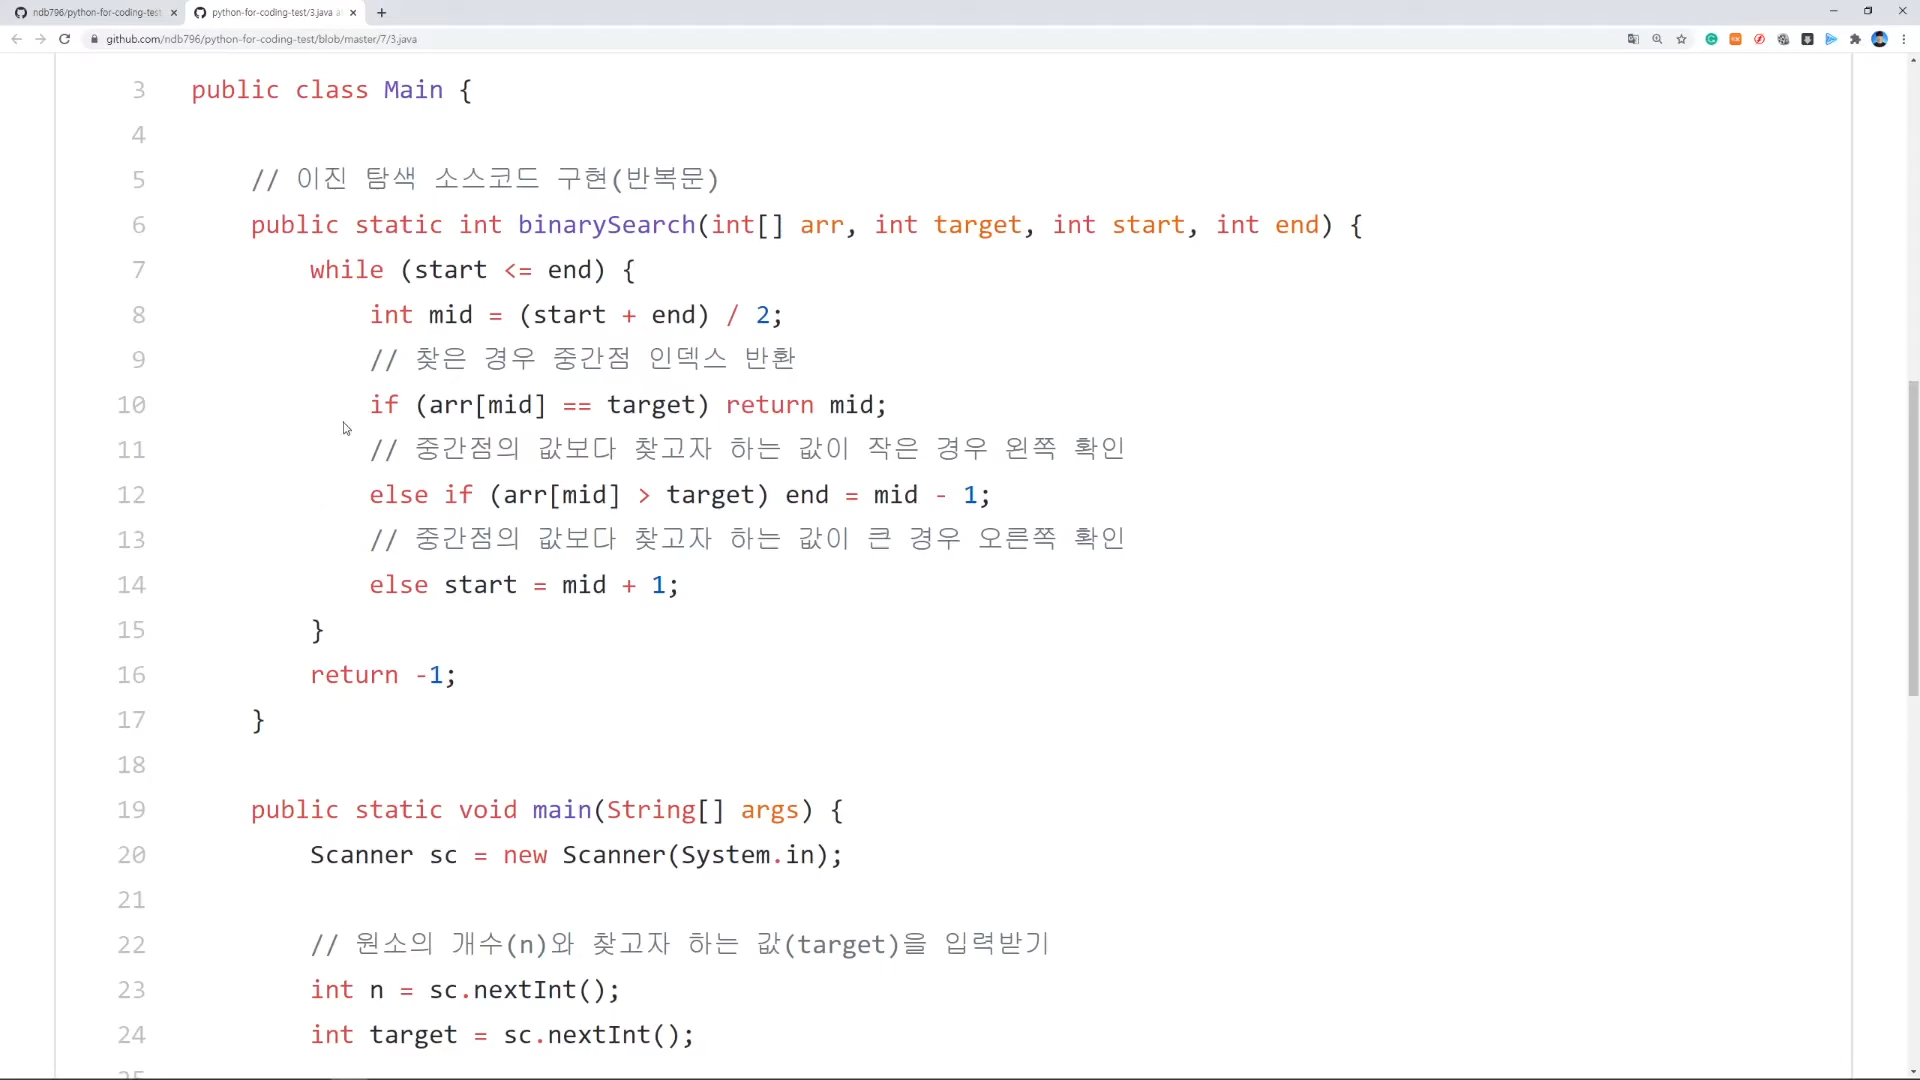 ndb796/python-for-coding-test
python-for-coding-test/3.java a
github.com/ndb796/python-for-coding-test/blob/master/7/3.java
3 public class Main {
4
5 // 이진 탐색 소스코드 구현(반복문)
6 public static int binarySearch(int[] arr, int target, int start, int end) {
7 while (start <= end) {
8 int mid = (start + end) / 2;
9 // 찾은 경우 중간점 인덱스 반환
10 if (arr[mid] == target) return mid;
11 // 중간점의 값보다 찾고자 하는 값이 작은 경우 왼쪽 확인
12 else if (arr[mid] > target) end = mid - 1;
13 // 중간점의 값보다 찾고자 하는 값이 큰 경우 오른쪽 확인
14 else start = mid + 1;
15 }
16 return -1;
17 }
18
19 public static void main(String[] args) {
20 Scanner sc = new Scanner(System.in);
21
22 // 원소의 개수(n)와 찾고자 하는 값(target)을 입력받기
23 int n = sc.nextInt();
24 int target = sc.nextInt();